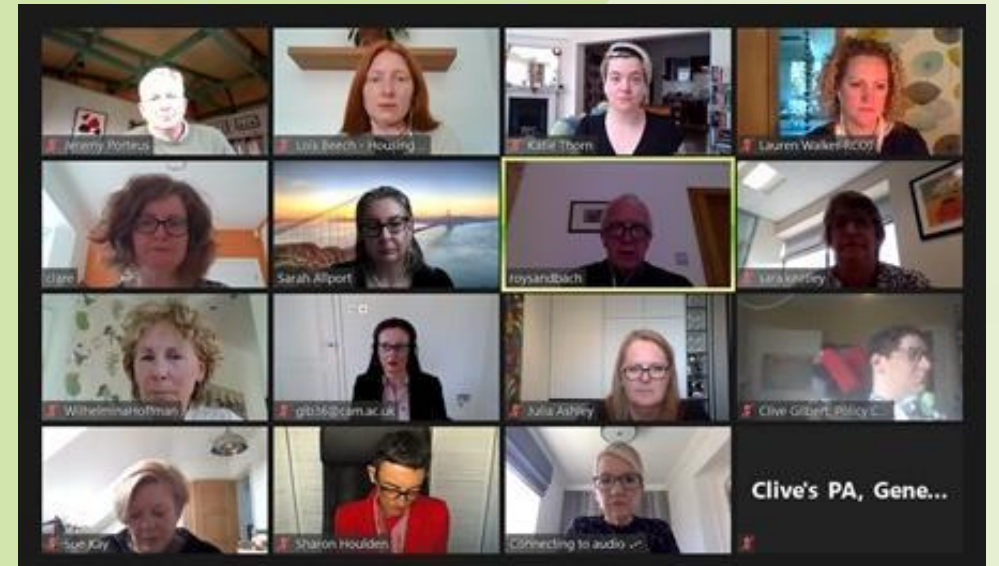 Jeremy Porteus
Lois Beech - Housing ...
Katie Thorn
Lauren Walker-RCOT
clare
Sarah Allport
roysandbach
sara keetley
WilhelminaHoffman
glb36@cam.ac.uk
Julia Ashley
Clive Gilbert, Policy C...
Sue Kay
Sharon Houlden
Connecting to audio
Clive's PA, Gene...